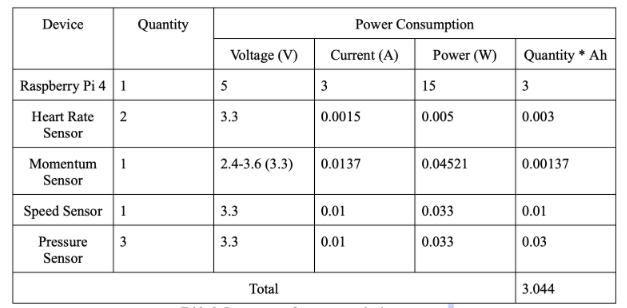 Device Quantity Power Consumption
Voltage (V) Current (A) Power (W) Quantity * Ah
Raspberry Pi 4 1 5 3 15 3
Heart Rate
Sensor 2 3.3 0.0015 0.005 0.003
Momentum
Sensor 1 2.4-3.6 (3.3) 0.0137 0.04521 0.00137
Speed Sensor 1 3.3 0.01 0.033 0.01
Pressure
Sensor 3 3.3 0.01 0.033 0.03
Total 3.044